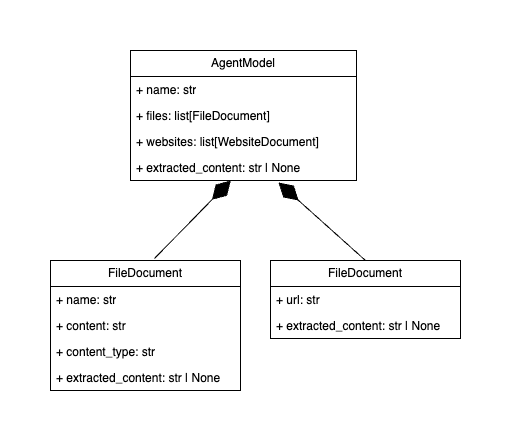 AgentModel
+ name: str
+ files: list[FileDocument]
+ websites: list[WebsiteDocument]
+ extracted_content: str | None
FileDocument
+ name: str
+ content: str
+ content_type: str
+ extracted_content: str | None
FileDocument
+ url: str
+ extracted_content: str | None